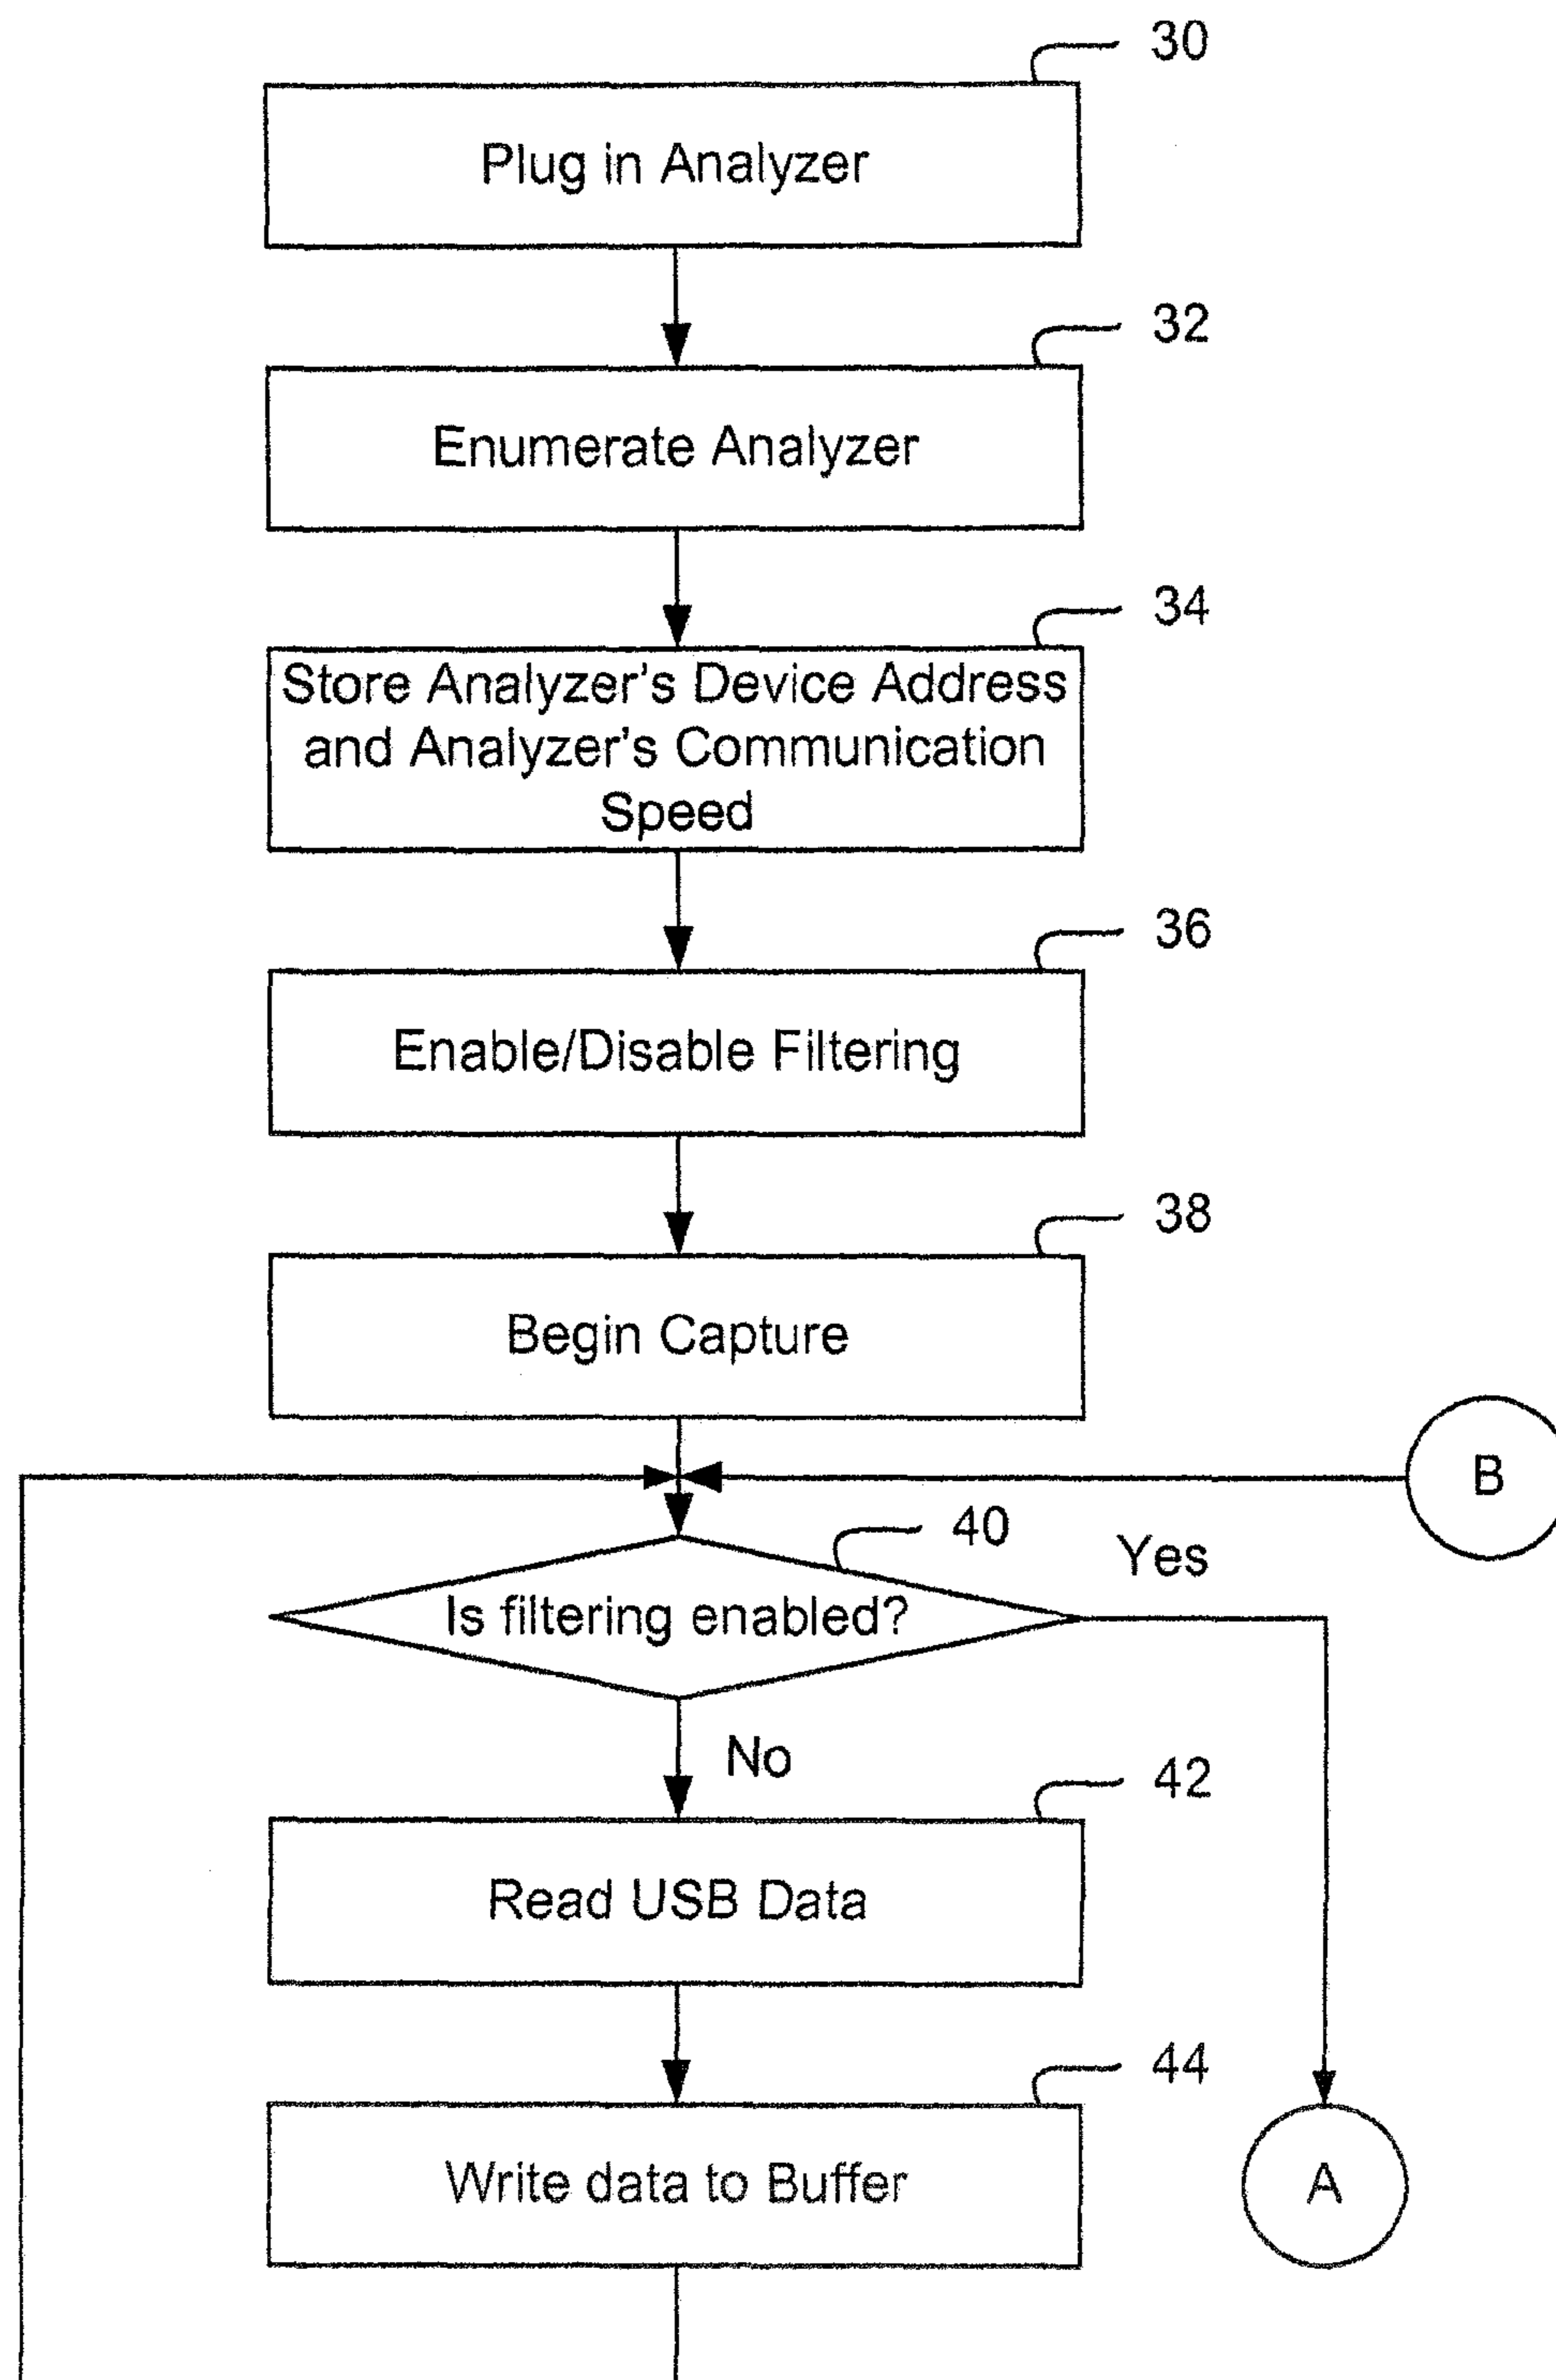 30
Plug in Analyzer
32
Enumerate Analyzer
34
Store Analyzer's Device Address
and Analyzer's Communication
Speed
36
Enable/Disable Filtering
38
Begin Capture
B
40
Yes
Is filtering enabled?
No
42
Read USB Data
44
Write data to Buffer
A